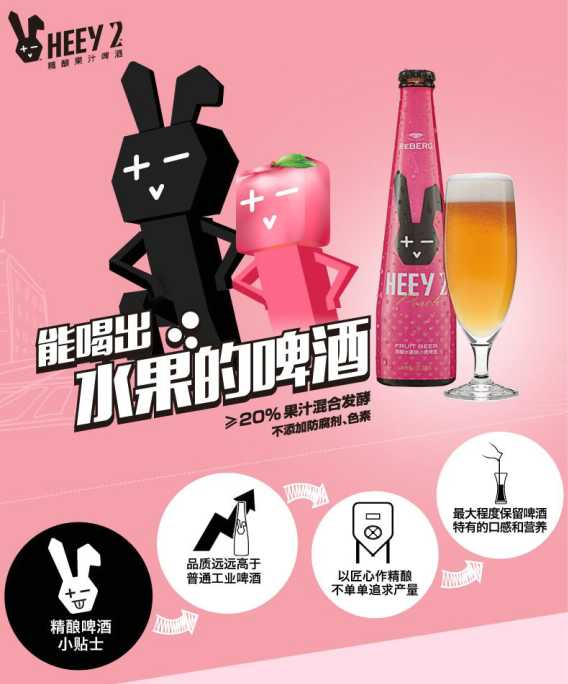 HEEY 2
精酿果汁啤酒
ICEBERG
HEEY 2
Peach
FRUIT BEER
能喝出
水果的啤酒
≥20%果汁混合发酵
不添加防腐剂、色素
精酿啤酒
小贴士
品质远远高于
普通工业啤酒
以匠心作精酿
不单单追求产量
最大程度保留啤酒
特有的口感和营养